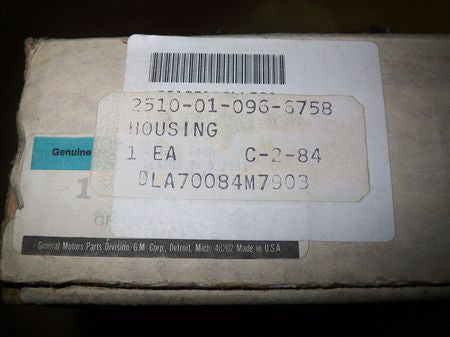 2510-01-096-6758
HOUSING
1 EA C-2-84
DLA70084M7903
Genuine
1
General Motors Parts Division, G.M. Corp., Detroit, Mich. 48202 Made in U.S.A.